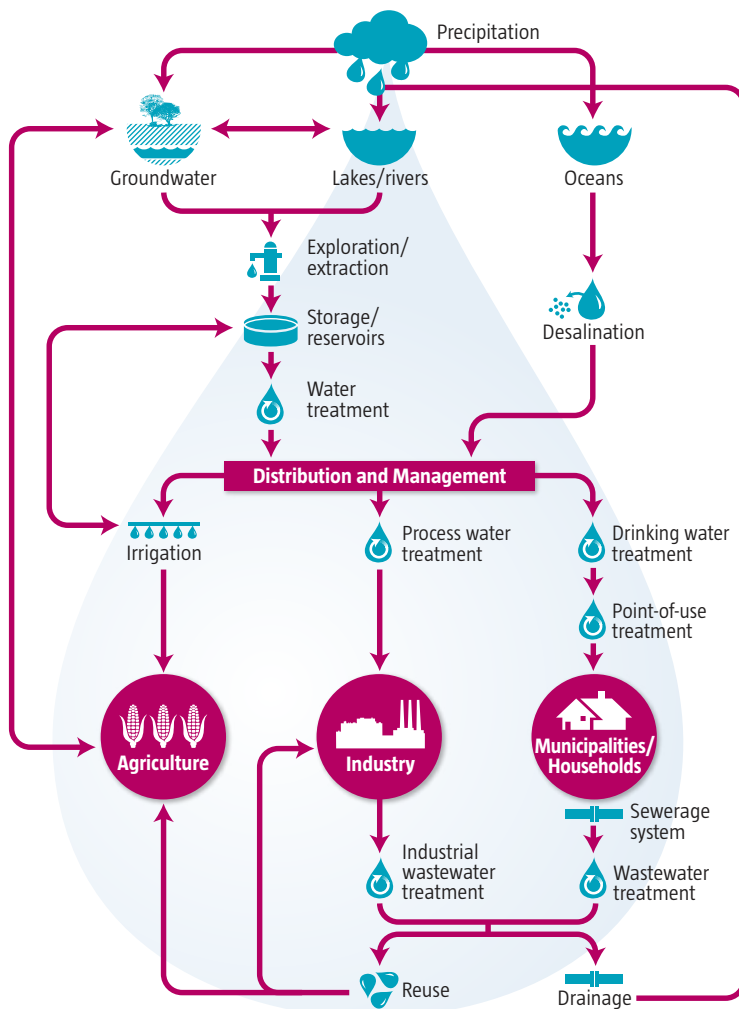 Precipitation
Groundwater
Lakes/rivers
Oceans
Exploration/
extraction
Storage/
reservoirs
Desalination
Water
treatment
Distribution and Management
Irrigation
Process water
treatment
Drinking water
treatment
Point-of-use
treatment
Agriculture
Industry
Municipalities/
Households
Sewerage
system
Industrial
wastewater
treatment
Wastewater
treatment
Reuse
Drainage